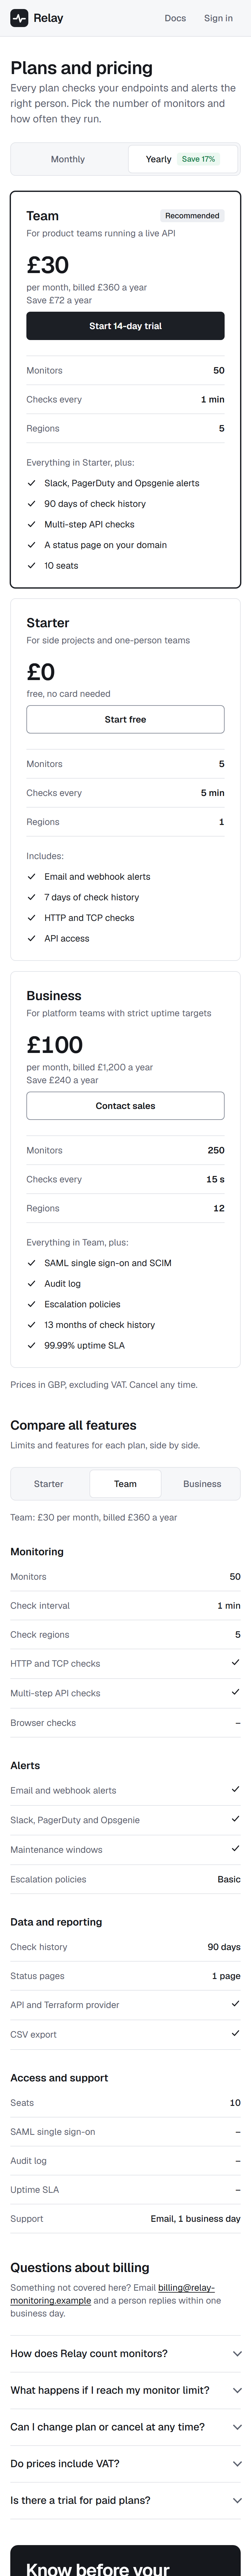 Relay
Docs
Sign in
Plans and pricing
Every plan checks your endpoints and alerts the
right person. Pick the number of monitors and
how often they run.
Monthly
Yearly
Save 17%
Team
Recommended
For product teams running a live API
£30
per month, billed £360 a year
Save £72 a year
Start 14-day trial
Monitors 50
Checks every 1 min
Regions 5
Everything in Starter, plus:
Slack, PagerDuty and Opsgenie alerts
90 days of check history
Multi-step API checks
A status page on your domain
10 seats
Starter
For side projects and one-person teams
£0
free, no card needed
Start free
Monitors 5
Checks every 5 min
Regions 1
Includes:
Email and webhook alerts
7 days of check history
HTTP and TCP checks
API access
Business
For platform teams with strict uptime targets
£100
per month, billed £1,200 a year
Save £240 a year
Contact sales
Monitors 250
Checks every 15 s
Regions 12
Everything in Team, plus:
SAML single sign-on and SCIM
Audit log
Escalation policies
13 months of check history
99.99% uptime SLA
Prices in GBP, excluding VAT. Cancel any time.
Compare all features
Limits and features for each plan, side by side.
Starter
Team
Business
Team: £30 per month, billed £360 a year
Monitoring
Monitors 50
Check interval 1 min
Check regions 5
HTTP and TCP checks
Multi-step API checks
Browser checks –
Alerts
Email and webhook alerts
Slack, PagerDuty and Opsgenie
Maintenance windows
Escalation policies Basic
Data and reporting
Check history 90 days
Status pages 1 page
API and Terraform provider
CSV export
Access and support
Seats 10
SAML single sign-on –
Audit log –
Uptime SLA –
Support Email, 1 business day
Questions about billing
Something not covered here? Email billing@relay-
monitoring.example and a person replies within one
business day.
How does Relay count monitors?
What happens if I reach my monitor limit?
Can I change plan or cancel at any time?
Do prices include VAT?
Is there a trial for paid plans?
Know before your